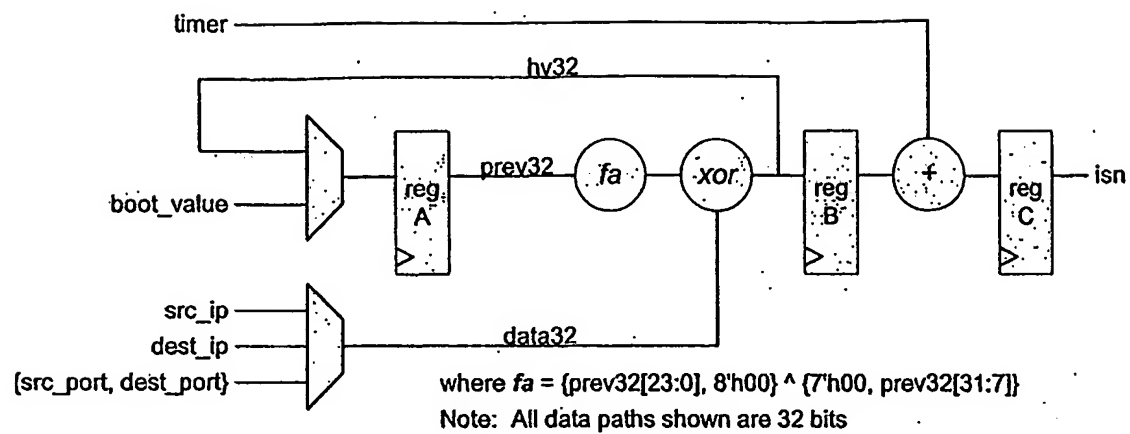 timer
hv32
prev32
fa
xor
+
isn
boot_value
reg
A
reg
B
reg
C
src_ip
dest_ip
{src_port, dest_port}
data32
where fa = {prev32[23:0], 8'h00} ^ {7'h00, prev32[31:7]}
Note: All data paths shown are 32 bits